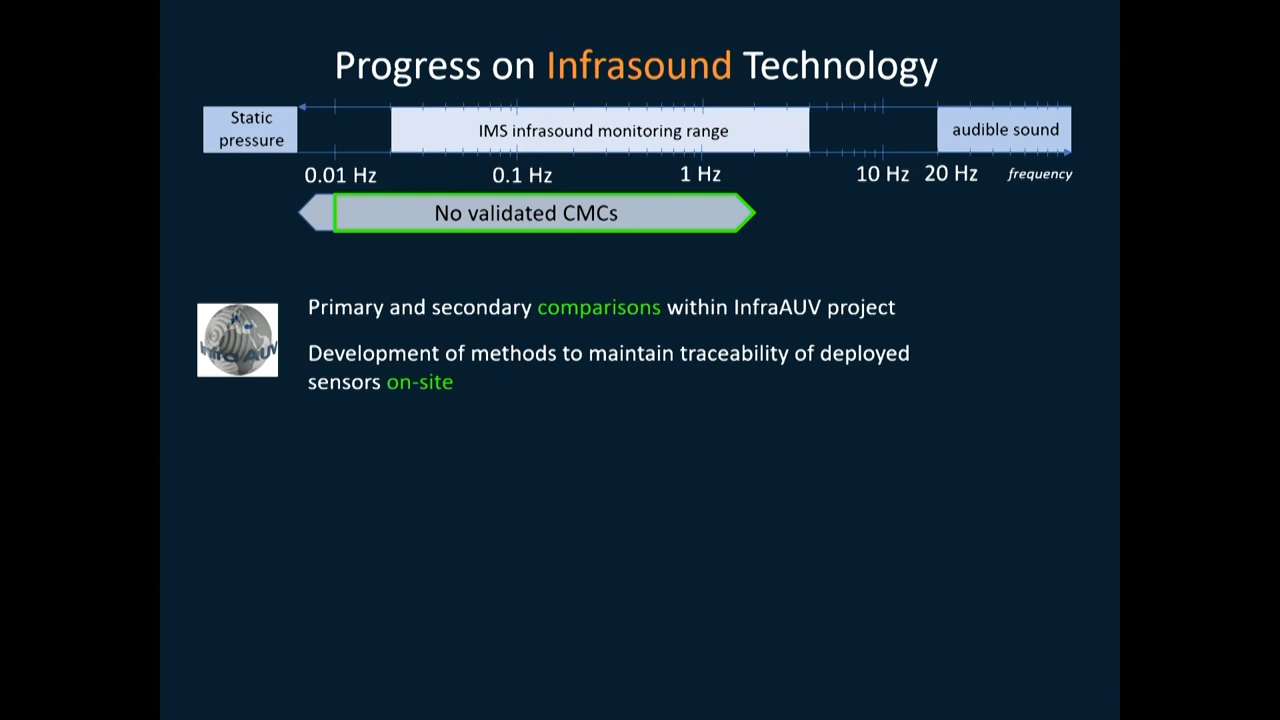 Progress on Infrasound Technology
Static
pressure
IMS infrasound monitoring range
audible sound
0.01 Hz
0.1 Hz
1 Hz
10 Hz
20 Hz
frequency
No validated CMCs
Primary and secondary comparisons within InfraAUV project
Infra AUV
Development of methods to maintain traceability of deployed
sensors on-site